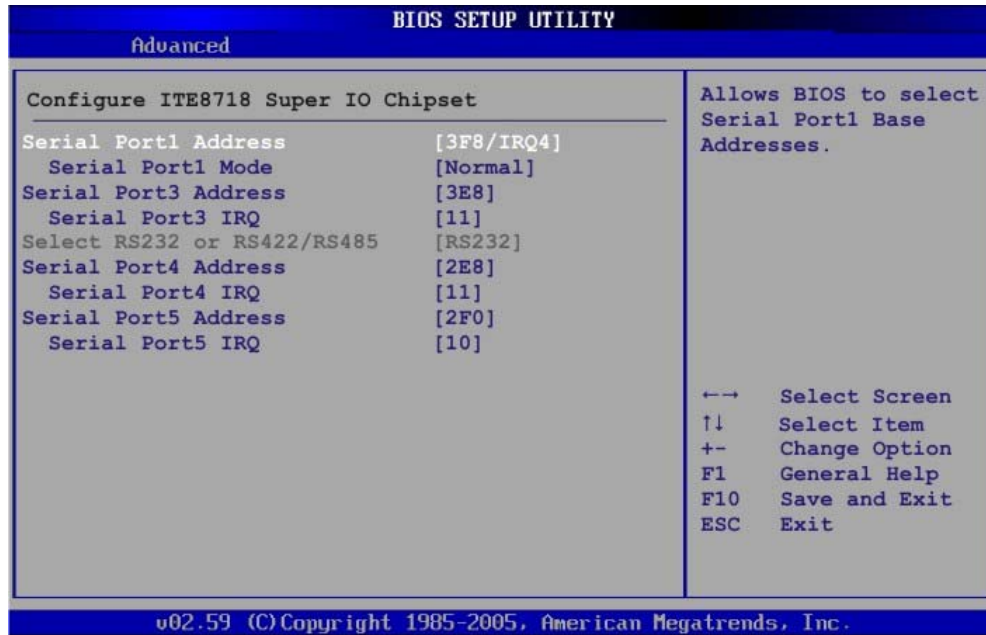 BIOS SETUP UTILITY
Advanced
Configure ITE8718 Super IO Chipset
Serial Port1 Address [3F8/IRQ4]
Serial Port1 Mode [Normal]
Serial Port3 Address [3E8]
Serial Port3 IRQ [11]
Select RS232 or RS422/RS485 [RS232]
Serial Port4 Address [2E8]
Serial Port4 IRQ [11]
Serial Port5 Address [2F0]
Serial Port5 IRQ [10]
Allows BIOS to select
Serial Port1 Base
Addresses.
←→ Select Screen
↑↓ Select Item
+- Change Option
F1 General Help
F10 Save and Exit
ESC Exit
v02.59 (C)Copyright 1985-2005, American Megatrends, Inc.